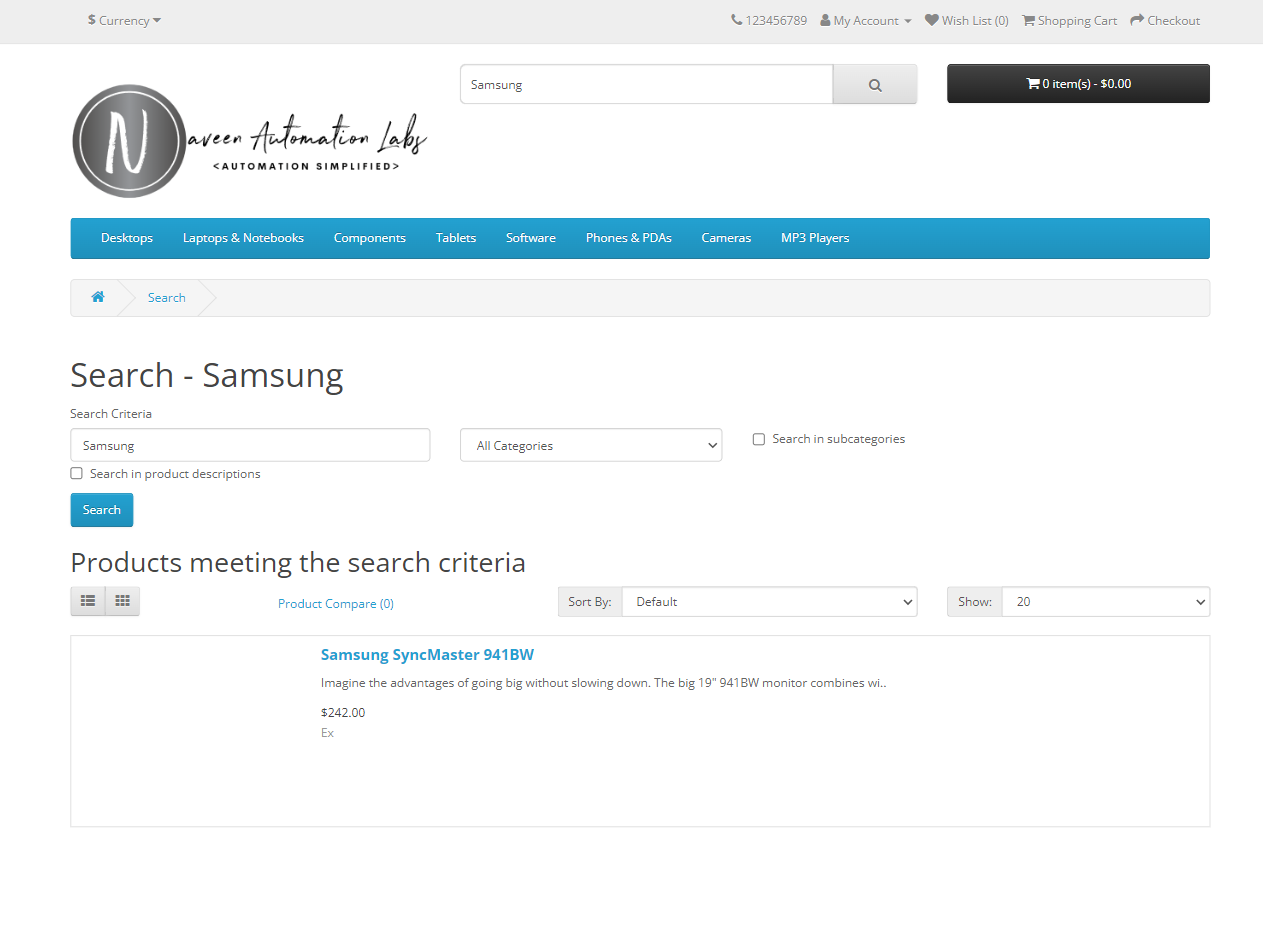 $ Currency
123456789 My Account Wish List (0) Shopping Cart Checkout
Samsung
0 item(s) - $0.00
N aveen Automation Labs
<AUTOMATION SIMPLIFIED>
Desktops Laptops & Notebooks Components Tablets Software Phones & PDAs Cameras MP3 Players
Search
Search - Samsung
Search Criteria
Samsung All Categories Search in subcategories
Search in product descriptions
Search
Products meeting the search criteria
Product Compare (0) Sort By: Default Show: 20
Samsung SyncMaster 941BW
Imagine the advantages of going big without slowing down. The big 19" 941BW monitor combines wi..
$242.00
Ex